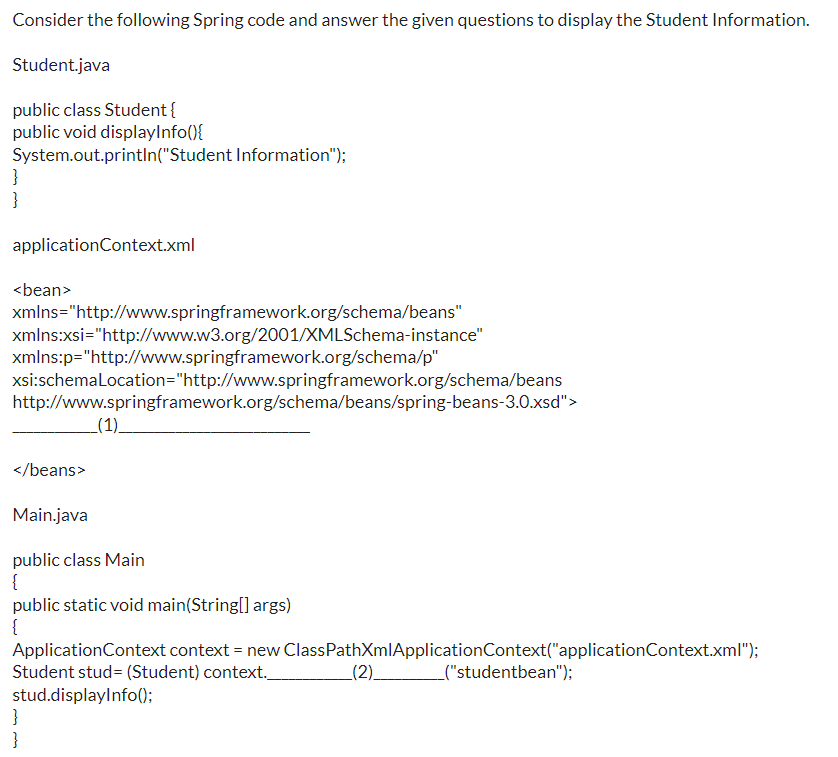 Consider the following Spring code and answer the given questions to display the Student Information.
Student.java
public class Student {
public void displayInfo(){
System.out.println("Student Information");
}
}
applicationContext.xml
<bean>
xmlns="http://www.springframework.org/schema/beans"
xmlns:xsi="http://www.w3.org/2001/XMLSchema-instance"
xmlns:p="http://www.springframework.org/schema/p"
xsi:schemaLocation="http://www.springframework.org/schema/beans
http://www.springframework.org/schema/beans/spring-beans-3.0.xsd">
____________(1)___________________________
</beans>
Main.java
public class Main
{
public static void main(String[] args)
{
ApplicationContext context = new ClassPathXmlApplicationContext("applicationContext.xml");
Student stud= (Student) context.____________(2)__________("studentbean");
stud.displayInfo();
}
}